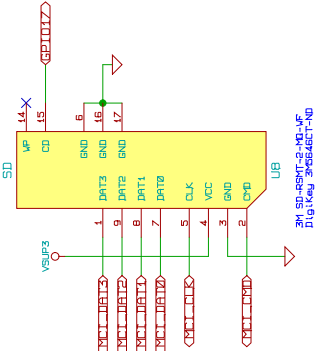 GPIO17
14 15 6 16 17
WP CD GND GND GND
SD
U8
DAT3 DAT2 DAT1 DAT0 CLK VCC GND CMD
1 9 8 7 5 4 3 2
VSUP3
MCI_DAT3
MCI_DAT2
MCI_DAT1
MCI_DAT0
MCI_CLK
MCI_CMD
3M SD-RSMT-2-MQ-WF
DigiKey 3M5646CT-ND